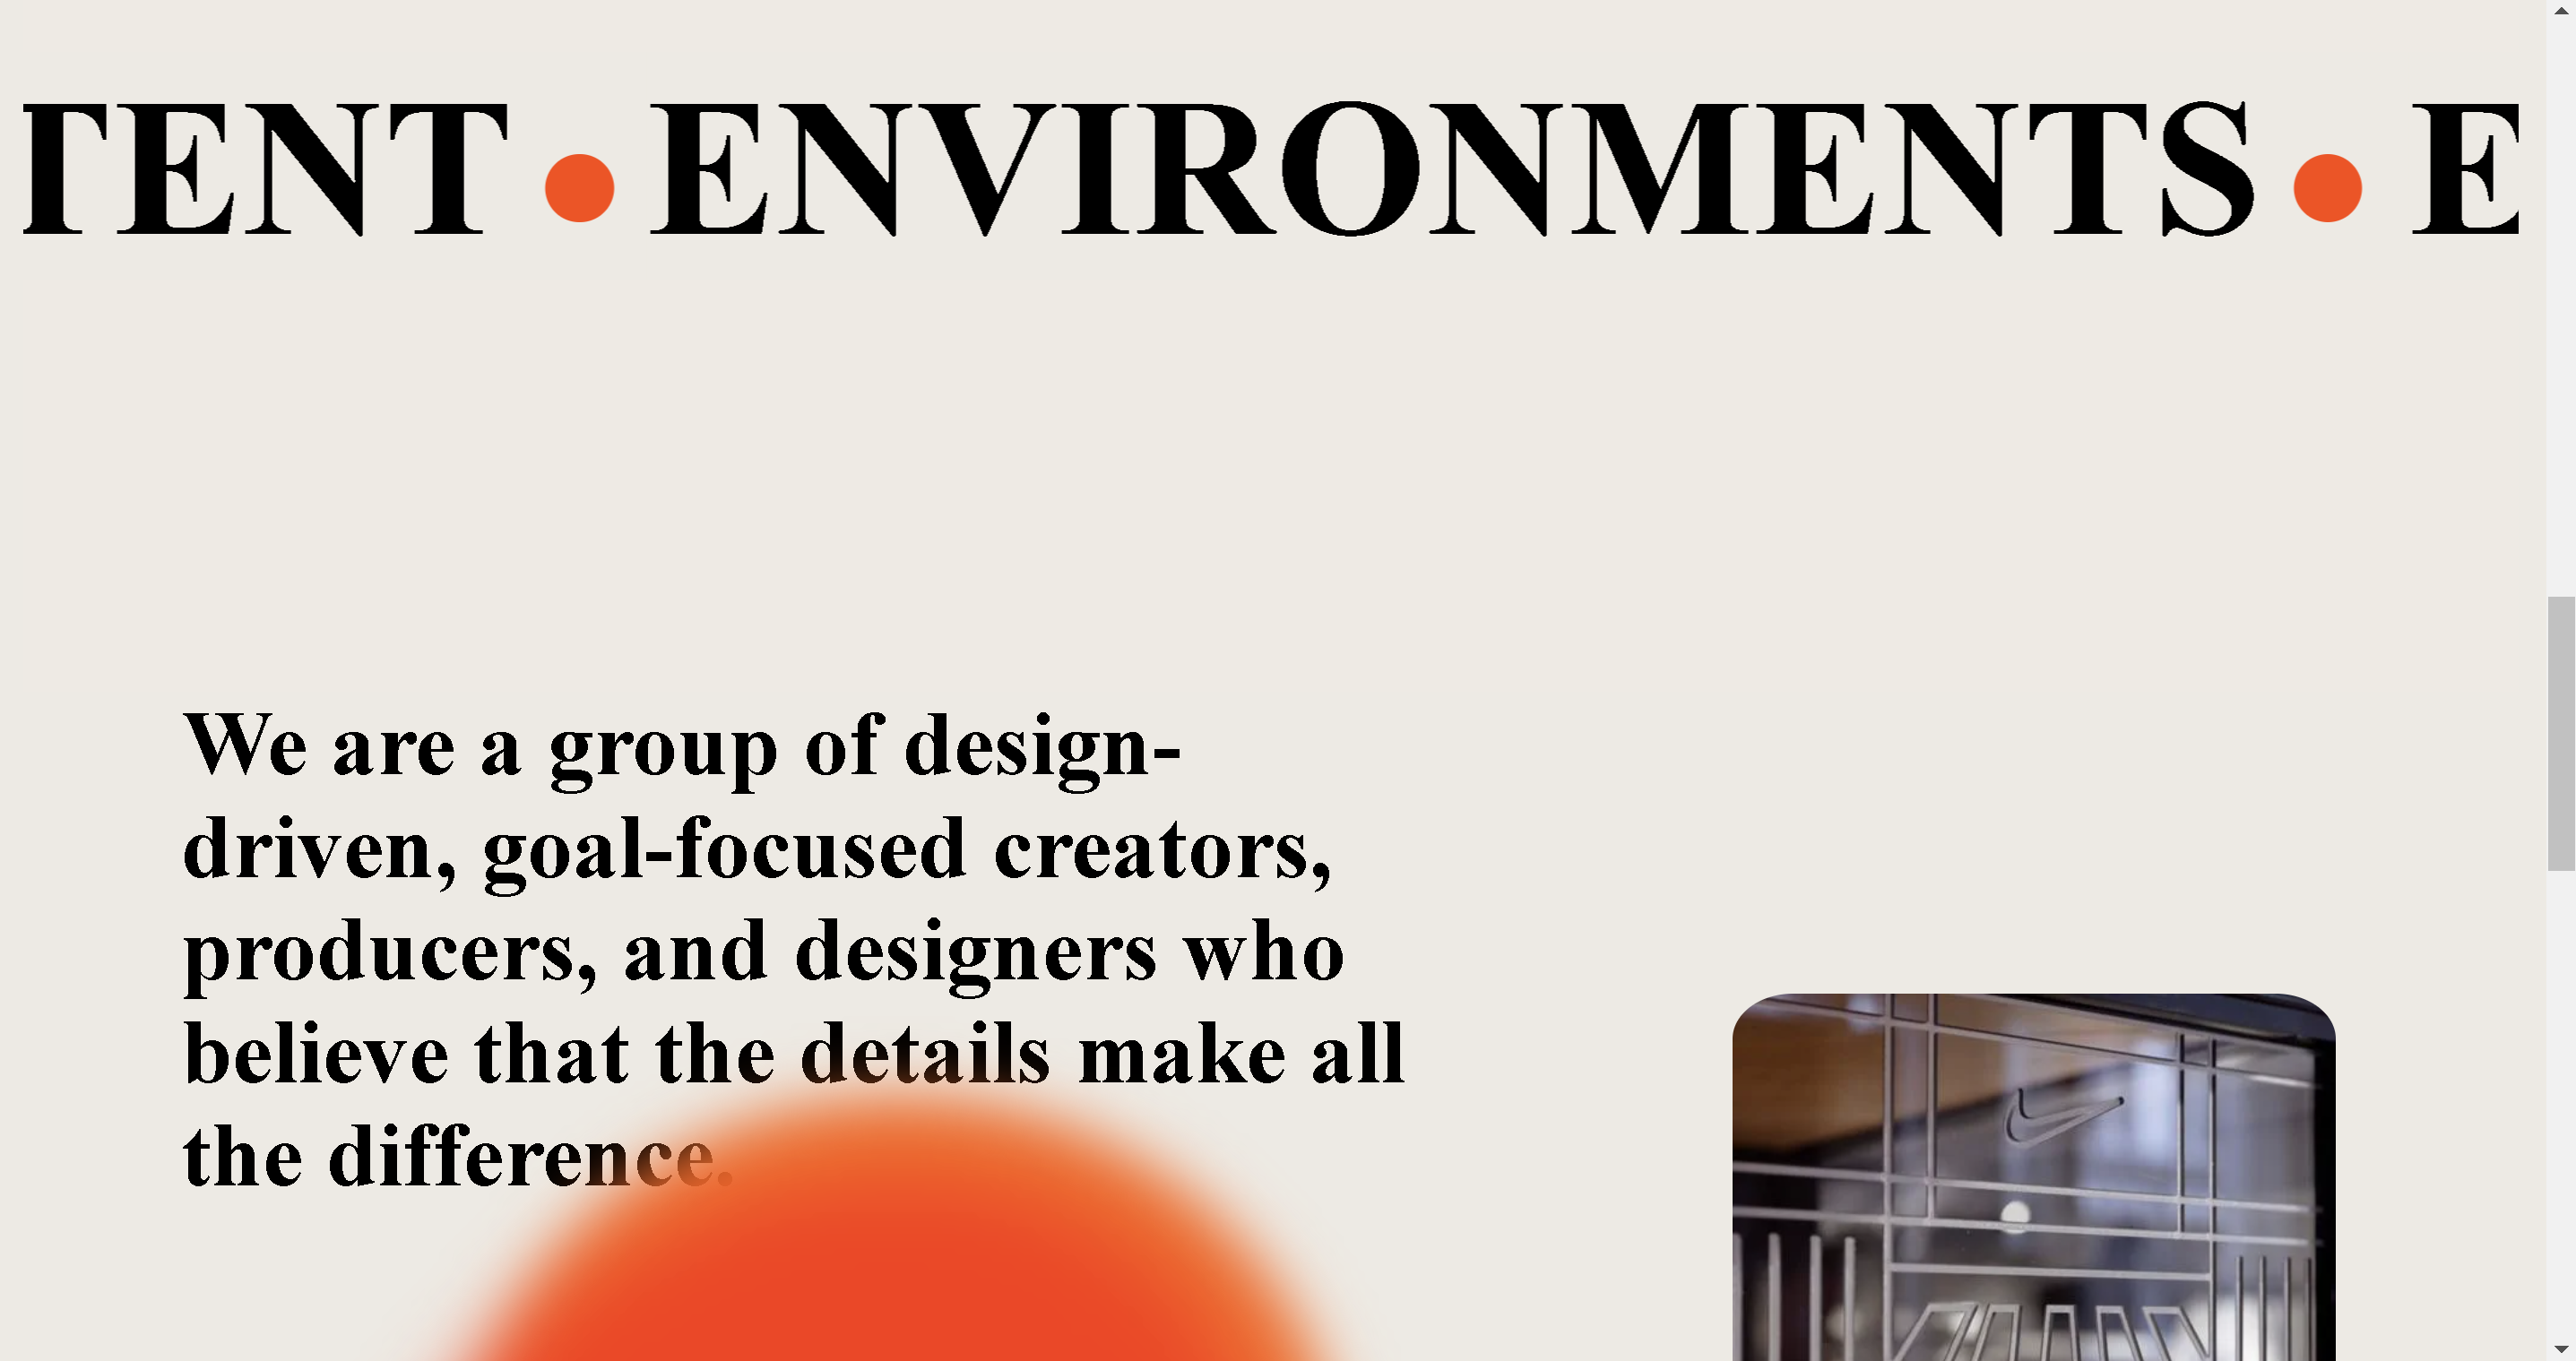 TENT • ENVIRONMENTS • E
We are a group of design-
driven, goal-focused creators,
producers, and designers who
believe that the details make all
the difference.